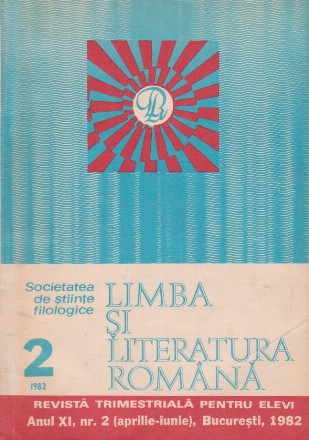 Societatea
de științe
filologice
2
1982
LIMBA
ȘI
LITERATURA
ROMÂNĂ
REVISTĂ TRIMESTRIALĂ PENTRU ELEVI
Anul XI, nr. 2 (aprilie-iunie), București, 1982